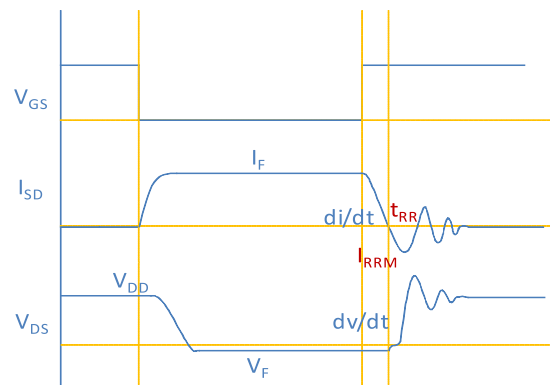 VGS
IF
ISD
di/dt
tRR
IRRM
VDD
VDS
dv/dt
VF